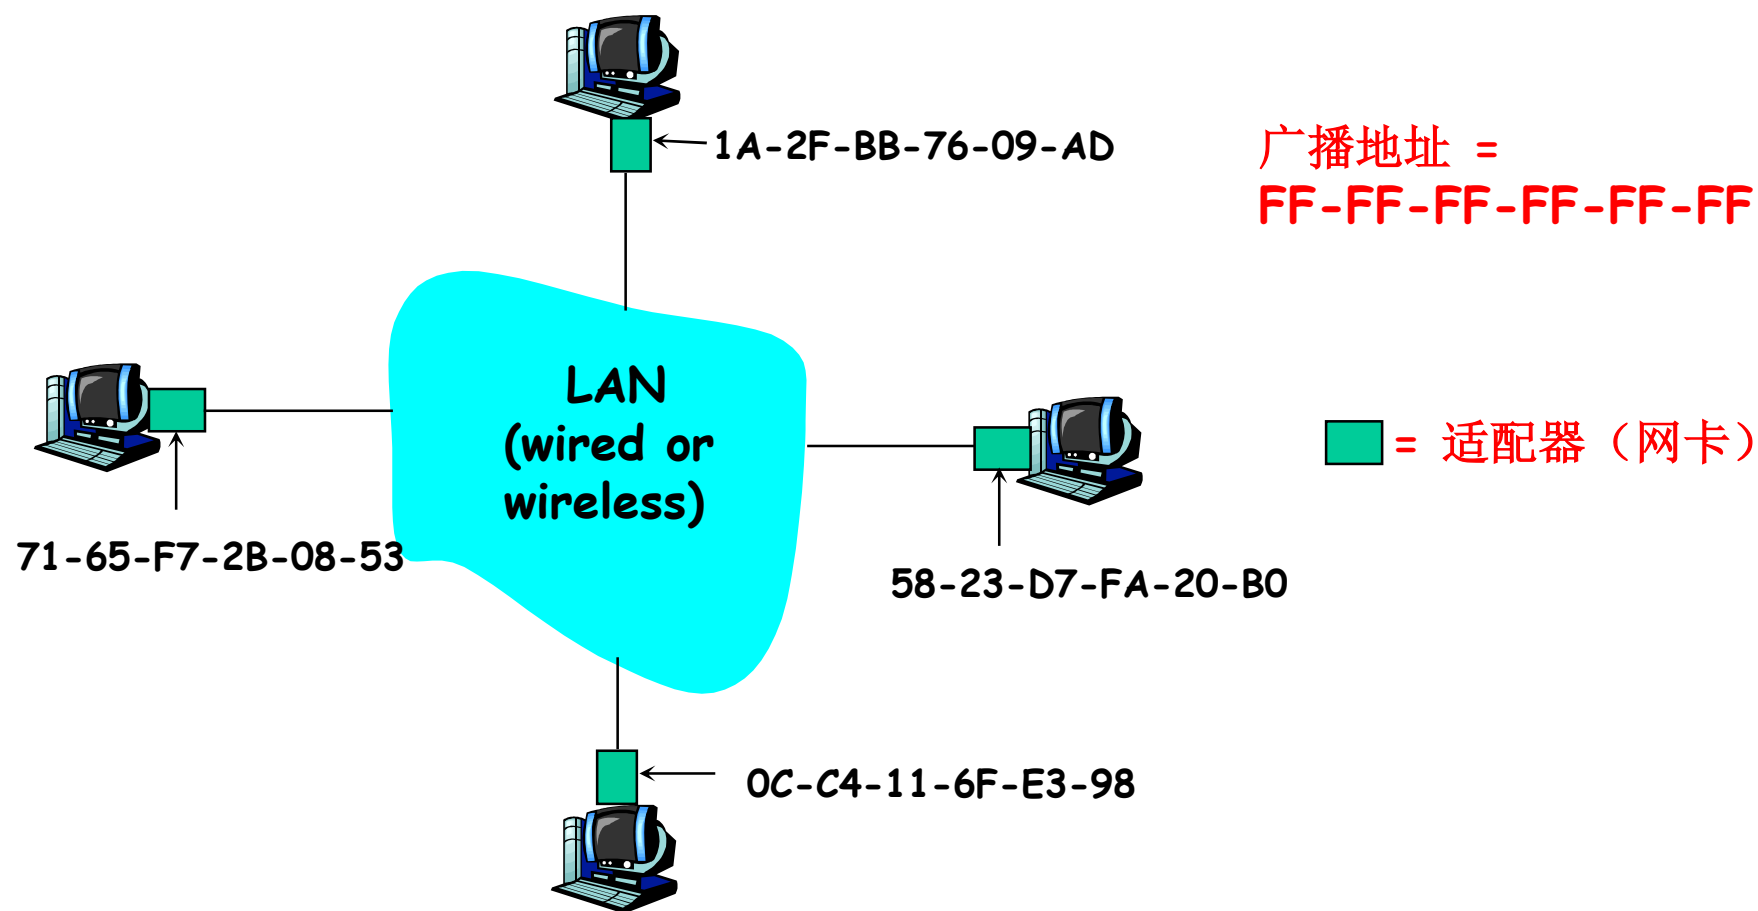 1A-2F-BB-76-09-AD
广播地址 =
FF-FF-FF-FF-FF-FF
LAN
(wired or
wireless)
= 适配器（网卡）
71-65-F7-2B-08-53
58-23-D7-FA-20-B0
0C-C4-11-6F-E3-98